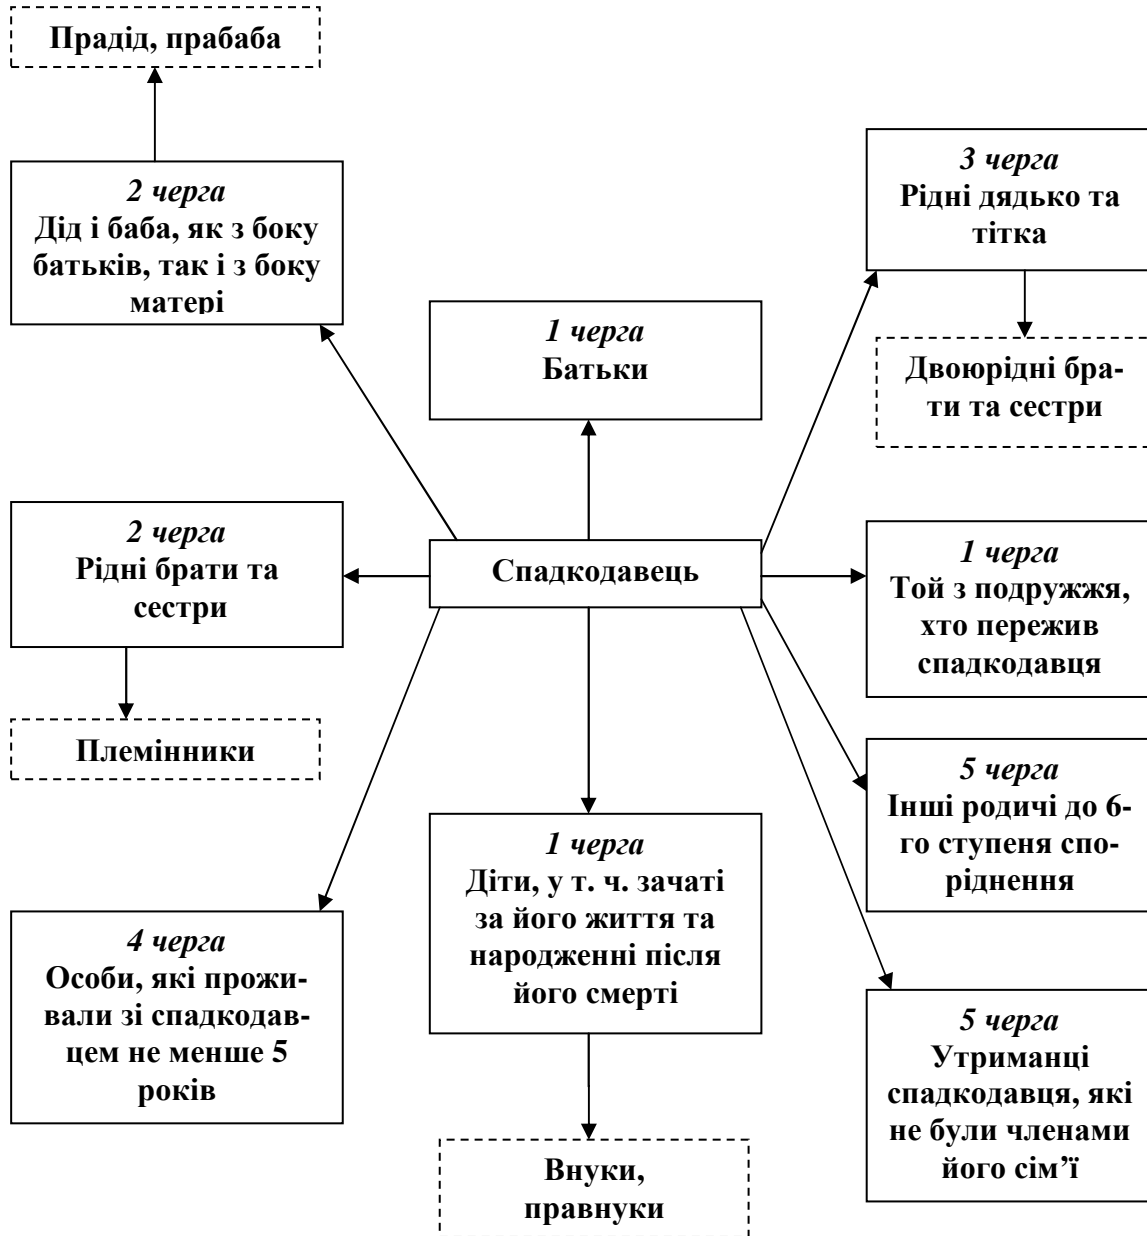 Прадід, прабаба
2 черга
Дід і баба, як з боку
батьків, так і з боку
матері
1 черга
Батьки
3 черга
Рідні дядько та
тітка
Двоюрідні бра-
ти та сестри
2 черга
Рідні брати та
сестри
Племінники
Спадкодавець
1 черга
Той з подружжя,
хто пережив
спадкодавця
5 черга
Інші родичі до 6-
го ступеня спо-
ріднення
4 черга
Особи, які прожи-
вали зі спадкодав-
цем не менше 5
років
1 черга
Діти, у т. ч. зачаті
за його життя та
народженні після
його смерті
Внуки,
правнуки
5 черга
Утриманці
спадкодавця, які
не були членами
його сім’ї